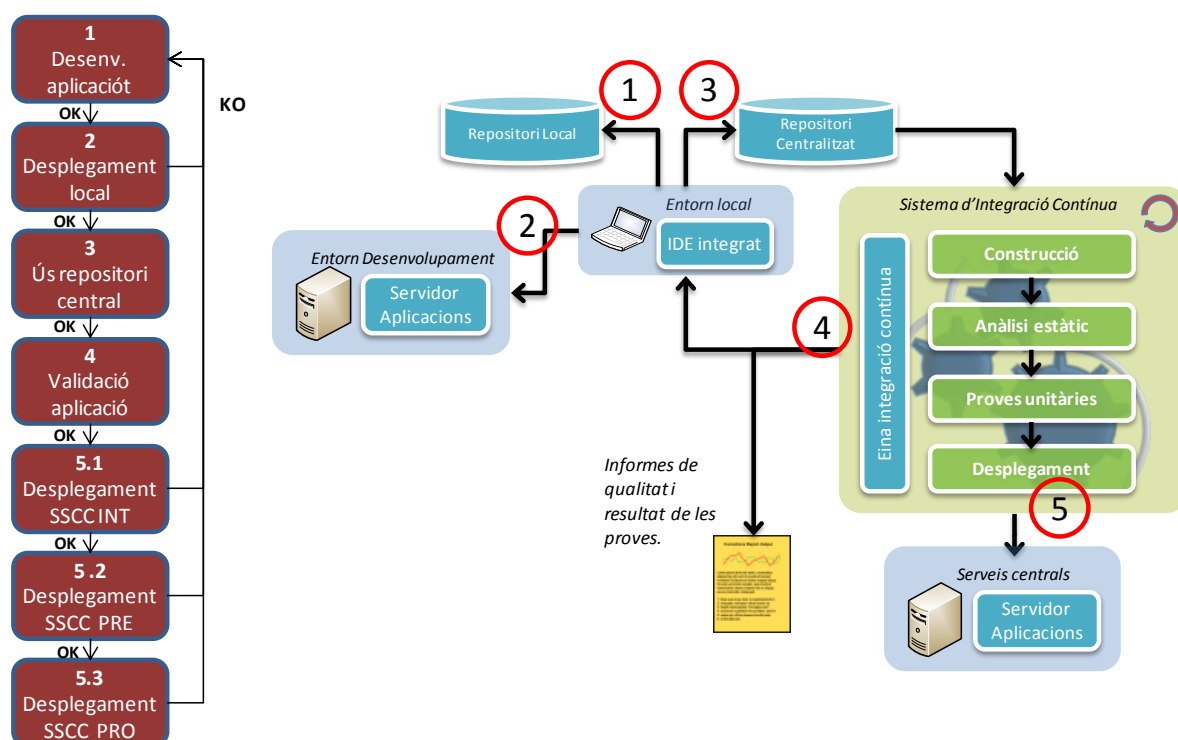 1
Desenv.
aplicaciót
OK
KO
2
Desplegament
local
OK
3
Ús repositori
central
OK
4
Validació
aplicació
OK
5.1
Desplegament
SSCC INT
OK
5 .2
Desplegament
SSCC PRE
OK
5.3
Desplegament
SSCC PRO
1
Repositori Local
3
Repositori
Centralitzat
Entorn local
IDE integrat
2
Entorn Desenvolupament
Servidor
Aplicacions
4
Sistema d'Integració Contínua
Eina integració contínua
Construcció
Anàlisi estàtic
Proves unitàries
Desplegament
5
Informes de
qualitat i
resultat de les
proves.
Serveis centrals
Servidor
Aplicacions